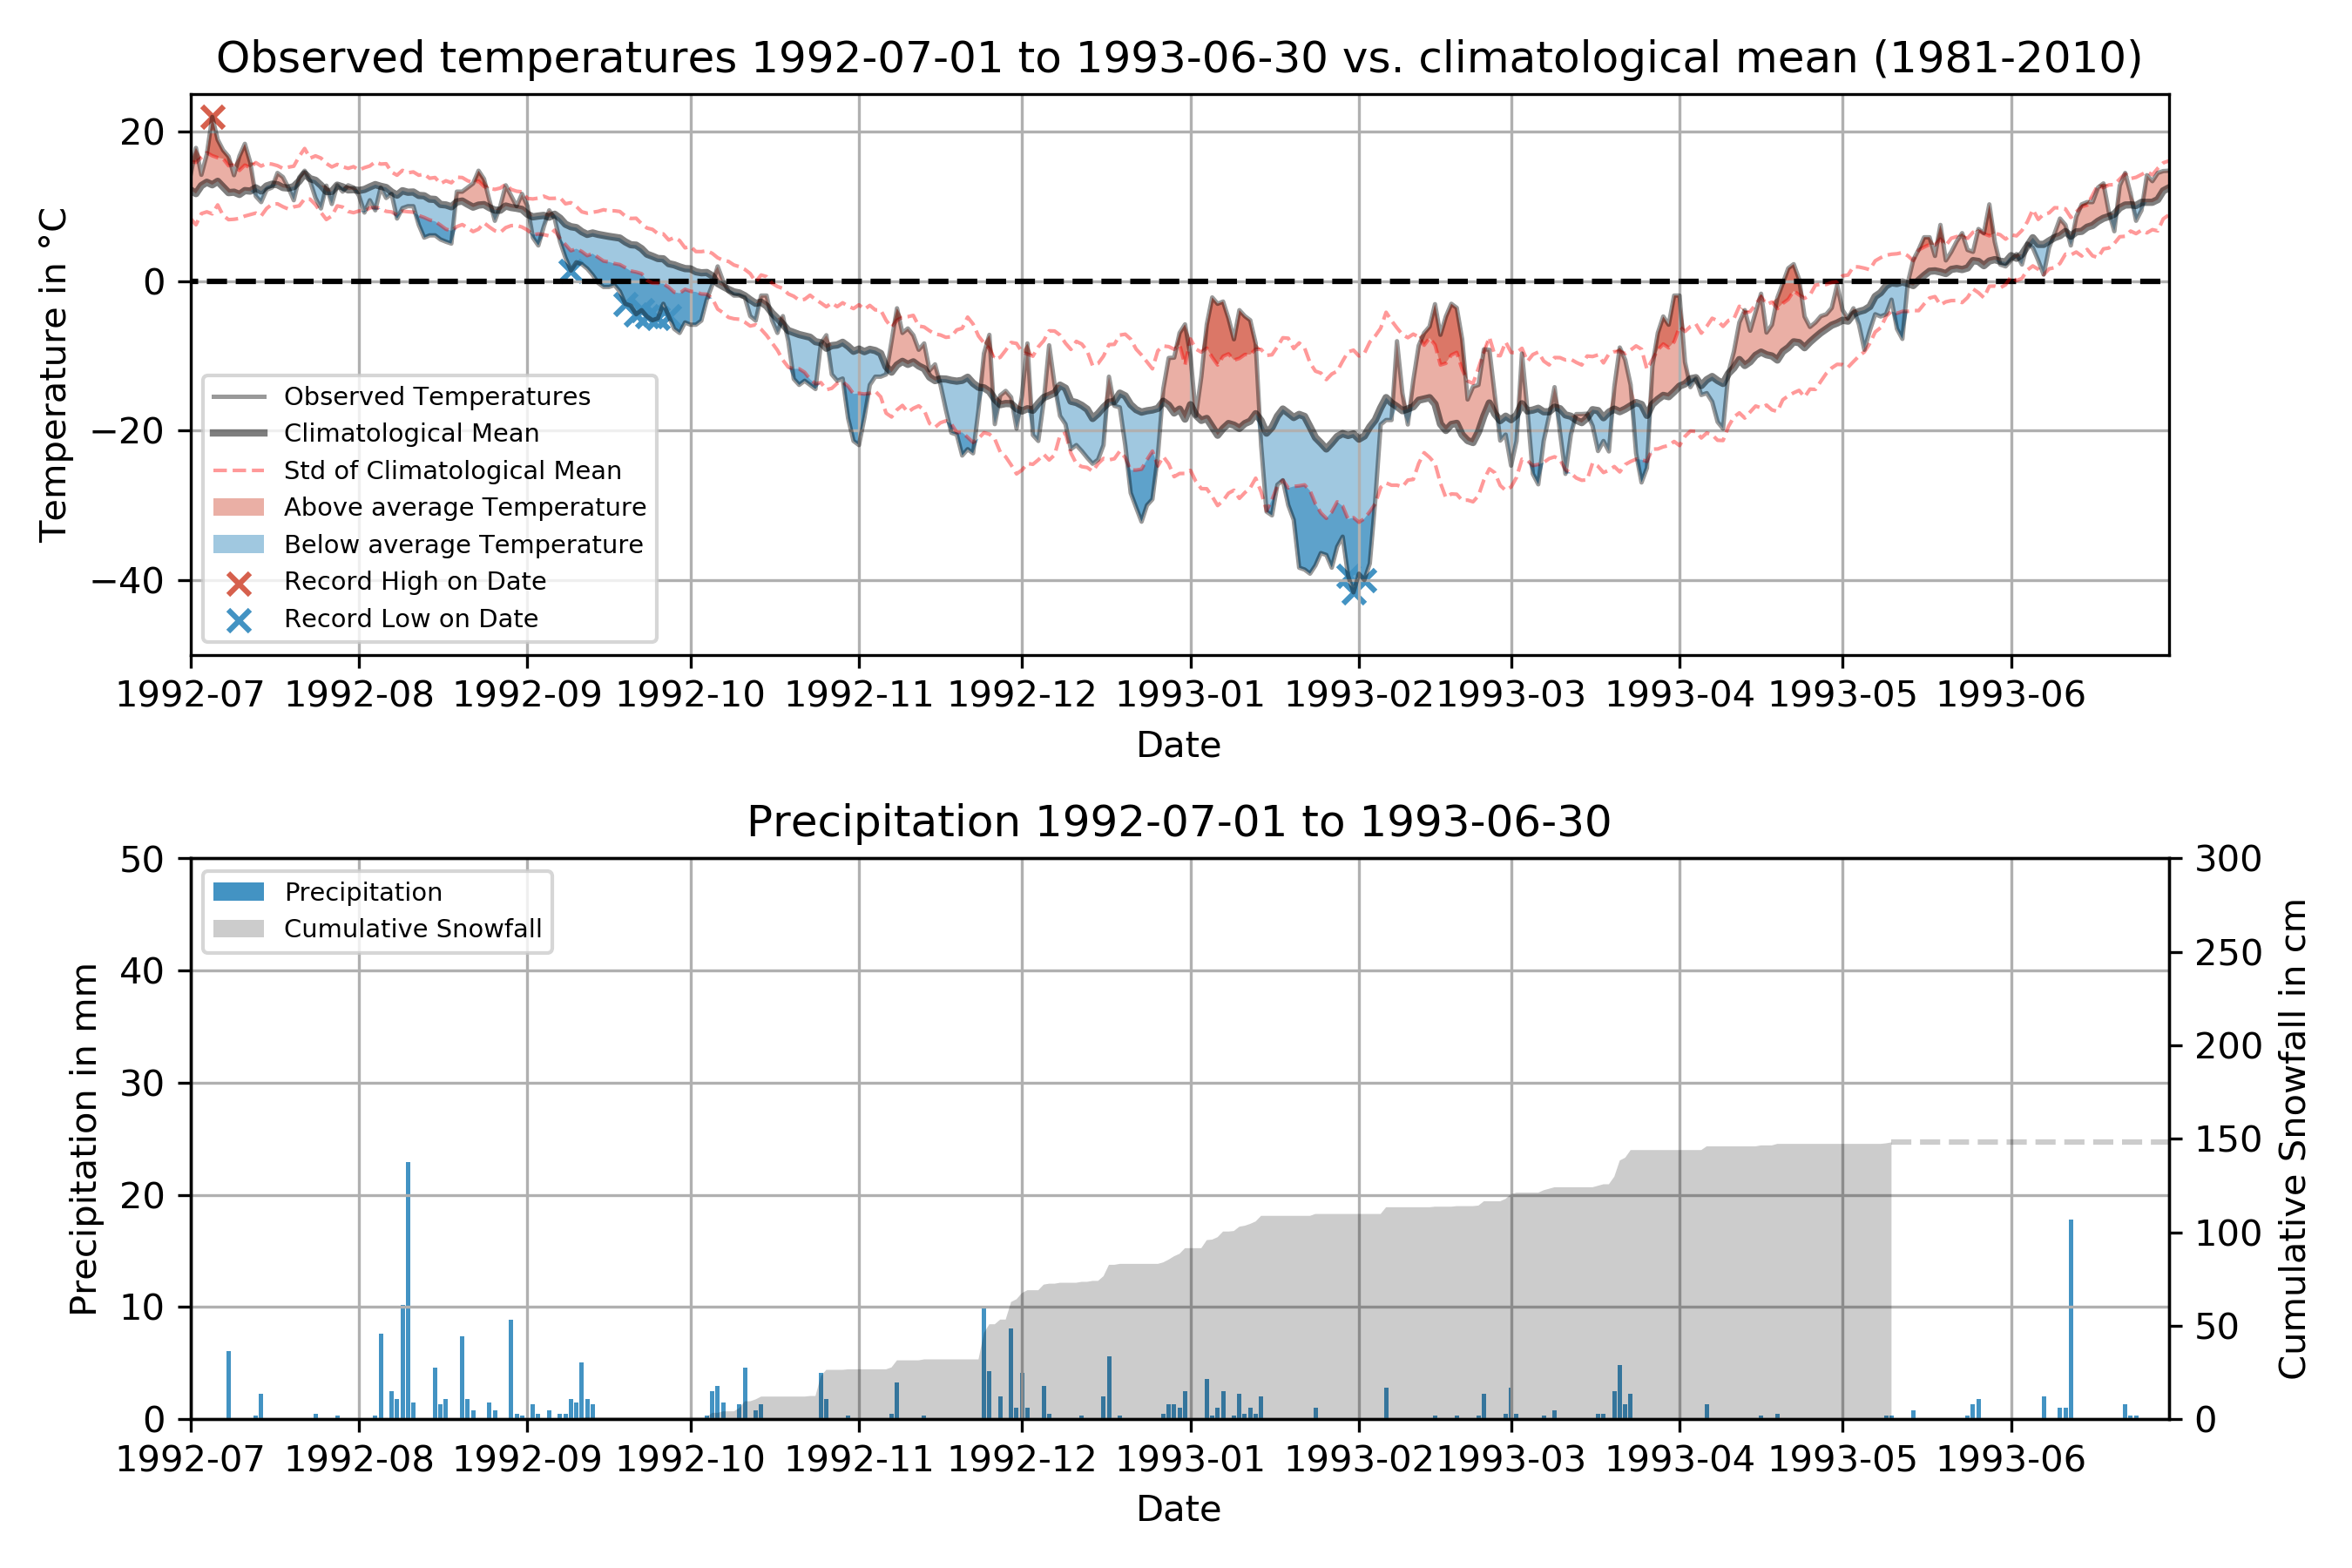 Observed temperatures 1992-07-01 to 1993-06-30 vs. climatological mean (1981-2010)
Temperature in °C
20
0
−20
−40
Observed Temperatures
Climatological Mean
Std of Climatological Mean
Above average Temperature
Below average Temperature
Record High on Date
Record Low on Date
1992-07 1992-08 1992-09 1992-10 1992-11 1992-12 1993-01 1993-02 1993-03 1993-04 1993-05 1993-06
Date
Precipitation 1992-07-01 to 1993-06-30
Precipitation in mm
50
40
30
20
10
0
Precipitation
Cumulative Snowfall
300
250
200
150
100
50
0
Cumulative Snowfall in cm
1992-07 1992-08 1992-09 1992-10 1992-11 1992-12 1993-01 1993-02 1993-03 1993-04 1993-05 1993-06
Date